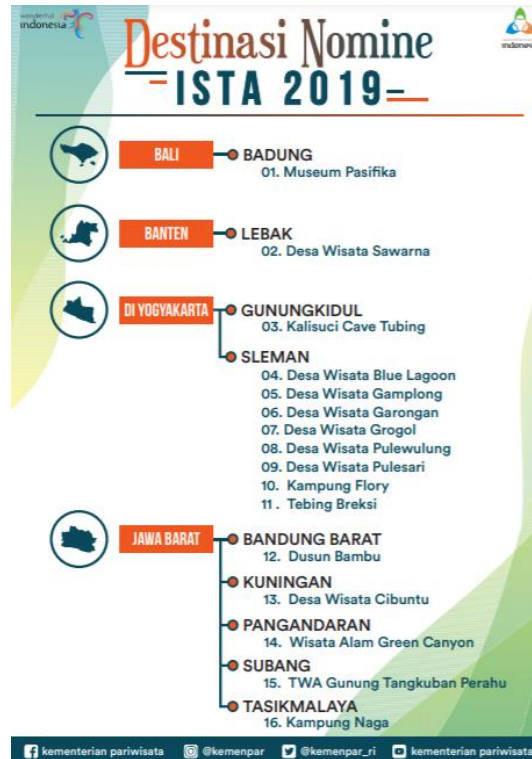 wonderful
indonesia
Destinasi Nomine
ISTA 2019
BALI
BADUNG
01. Museum Pasifika
BANTEN
LEBAK
02. Desa Wisata Sawarna
DI YOGYAKARTA
GUNUNGKIDUL
03. Kalisuci Cave Tubing
SLEMAN
04. Desa Wisata Blue Lagoon
05. Desa Wisata Gamplong
06. Desa Wisata Garongan
07. Desa Wisata Grogol
08. Desa Wisata Pulewulung
09. Desa Wisata Pulesari
10. Kampung Flory
11 . Tebing Breksi
JAWA BARAT
BANDUNG BARAT
12. Dusun Bambu
KUNINGAN
13. Desa Wisata Cibuntu
PANGANDARAN
14. Wisata Alam Green Canyon
SUBANG
15. TWA Gunung Tangkuban Perahu
TASIKMALAYA
16. Kampung Naga
kementerian pariwisata @kemenpar @kemenpar_ri kementerian pariwisata